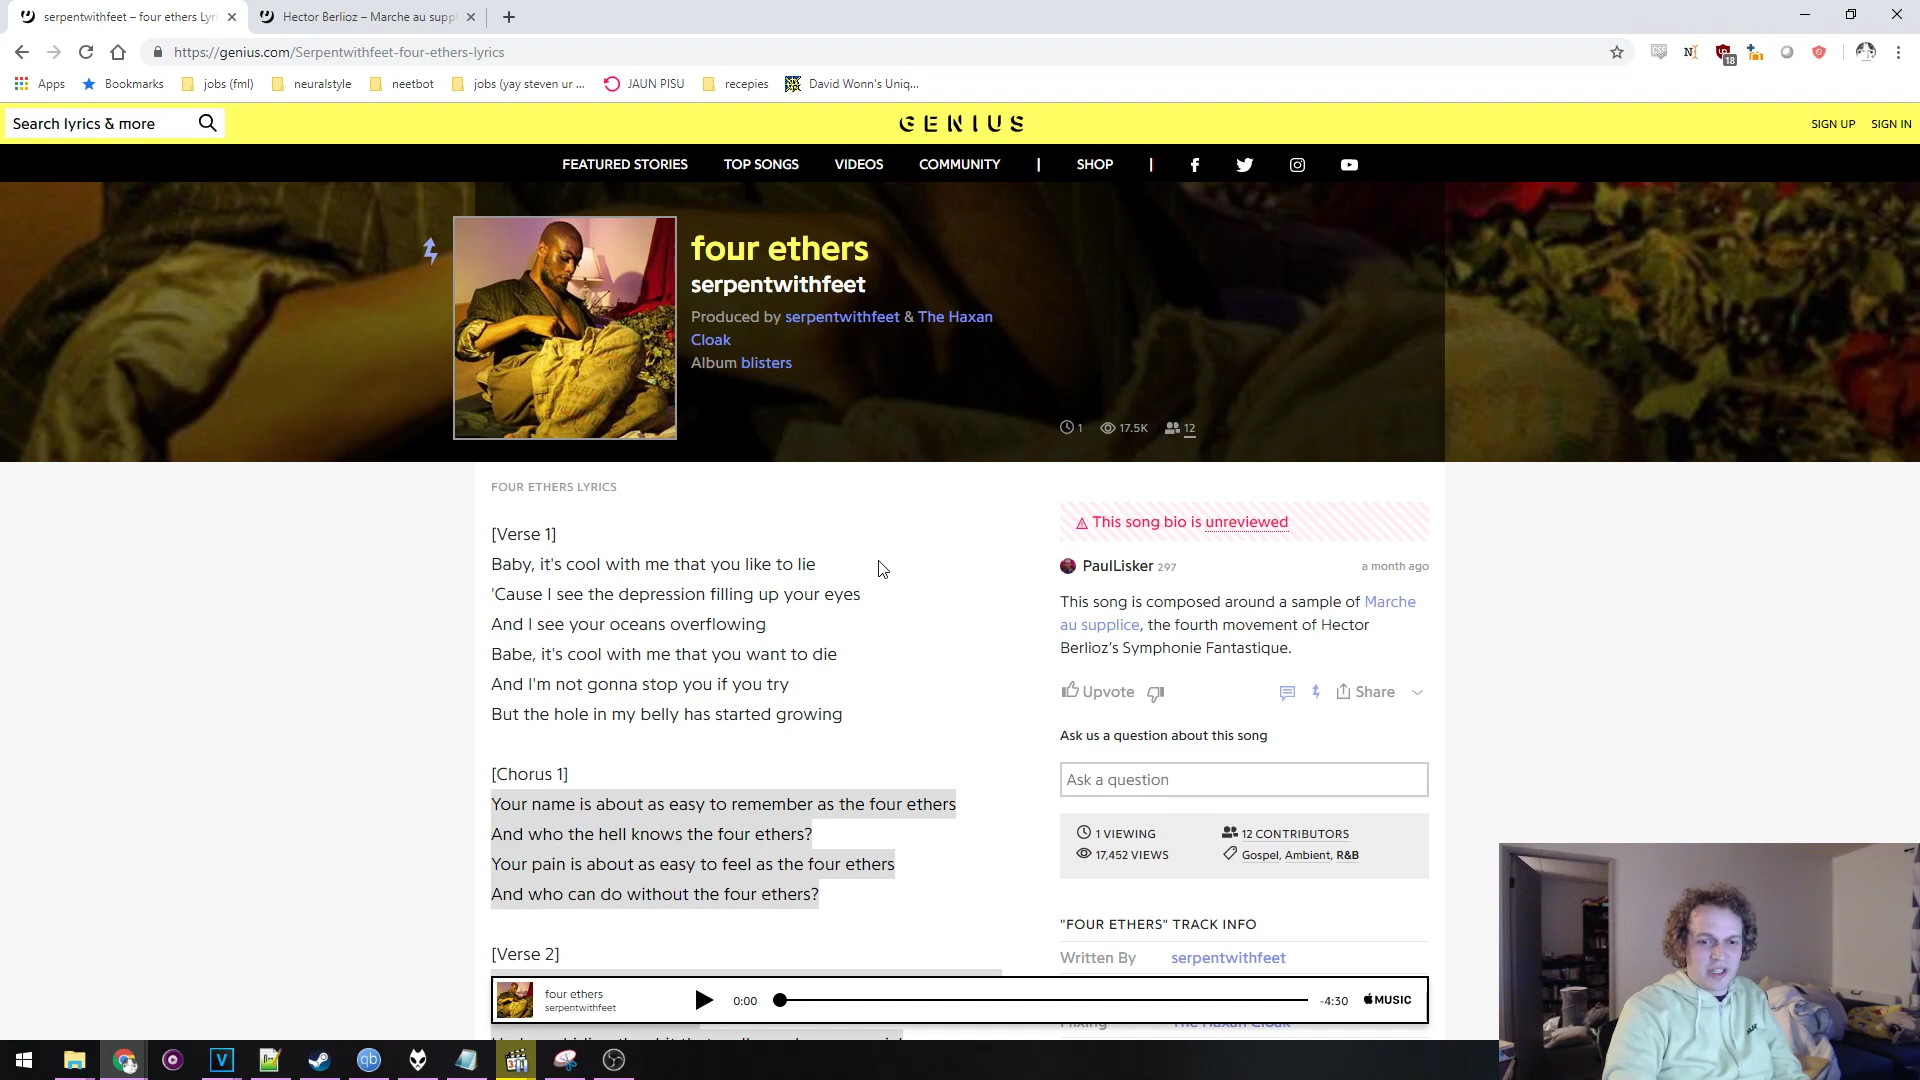 serpentwithfeet – four ethers Lyri
Hector Berlioz – Marche au suppl
https://genius.com/Serpentwithfeet-four-ethers-lyrics
18
Apps
Bookmarks
jobs (fml)
neuralstyle
neetbot
jobs (yay steven ur ...
JAUN PISU
recepies
David Wonn's Uniq...
Search lyrics & more
GENIUS
SIGN UP
SIGN IN
FEATURED STORIES
TOP SONGS
VIDEOS
COMMUNITY
|
SHOP
|
four ethers
serpentwithfeet
Produced by serpentwithfeet & The Haxan
Cloak
Album blisters
1
17.5K
12
FOUR ETHERS LYRICS
[Verse 1]
Baby, it's cool with me that you like to lie
'Cause I see the depression filling up your eyes
And I see your oceans overflowing
Babe, it's cool with me that you want to die
And I'm not gonna stop you if you try
But the hole in my belly has started growing
[Chorus 1]
Your name is about as easy to remember as the four ethers
And who the hell knows the four ethers?
Your pain is about as easy to feel as the four ethers
And who can do without the four ethers?
[Verse 2]
This song bio is unreviewed
PaulLisker 297
a month ago
This song is composed around a sample of Marche
au supplice, the fourth movement of Hector
Berlioz’s Symphonie Fantastique.
Upvote
Share
Ask us a question about this song
Ask a question
1 VIEWING
12 CONTRIBUTORS
17,452 VIEWS
Gospel, Ambient, R&B
"FOUR ETHERS" TRACK INFO
Written By
serpentwithfeet
four ethers
serpentwithfeet
0:00
-4:30
MUSIC
Mixing
The Haxan Cloak
V
qb